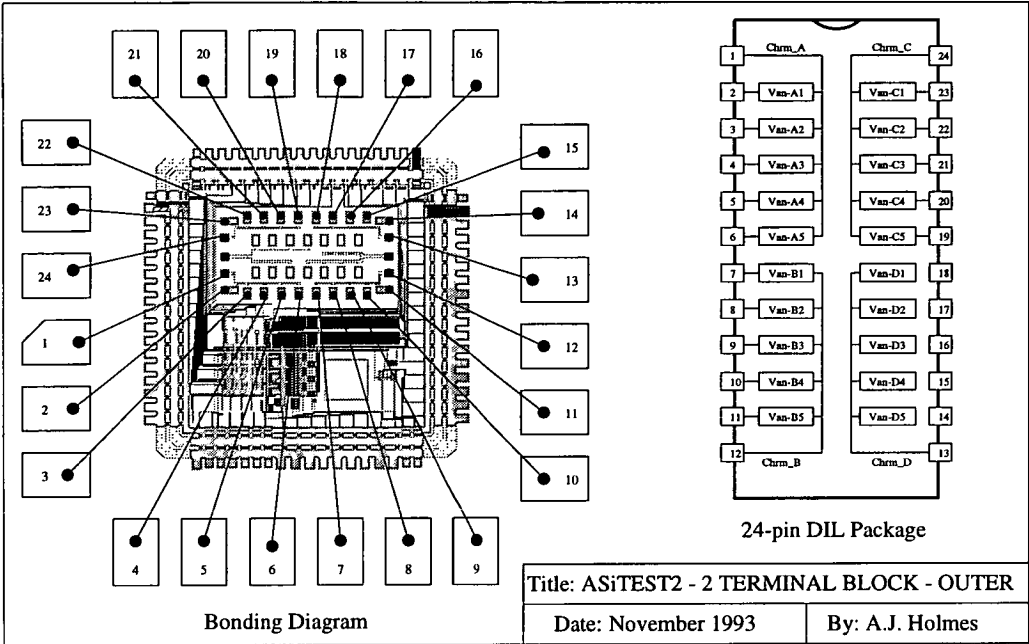 21 20 19 18 17 16
22 15
23 14
24 13
1 12
2 11
3 10
4 5 6 7 8 9
Bonding Diagram
1 Chrm_A Chrm_C 24
2 Van-A1 Van-C1 23
3 Van-A2 Van-C2 22
4 Van-A3 Van-C3 21
5 Van-A4 Van-C4 20
6 Van-A5 Van-C5 19
7 Van-B1 Van-D1 18
8 Van-B2 Van-D2 17
9 Van-B3 Van-D3 16
10 Van-B4 Van-D4 15
11 Van-B5 Van-D5 14
12 Chrm_B Chrm_D 13
24-pin DIL Package
Title: ASiTEST2 - 2 TERMINAL BLOCK - OUTER
Date: November 1993 By: A.J. Holmes